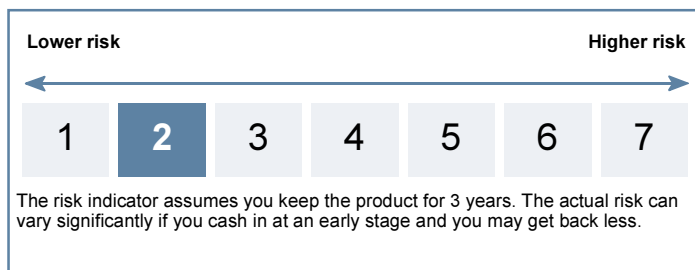 Lower risk Higher risk
1 2 3 4 5 6 7
The risk indicator assumes you keep the product for 3 years. The actual risk can
vary significantly if you cash in at an early stage and you may get back less.